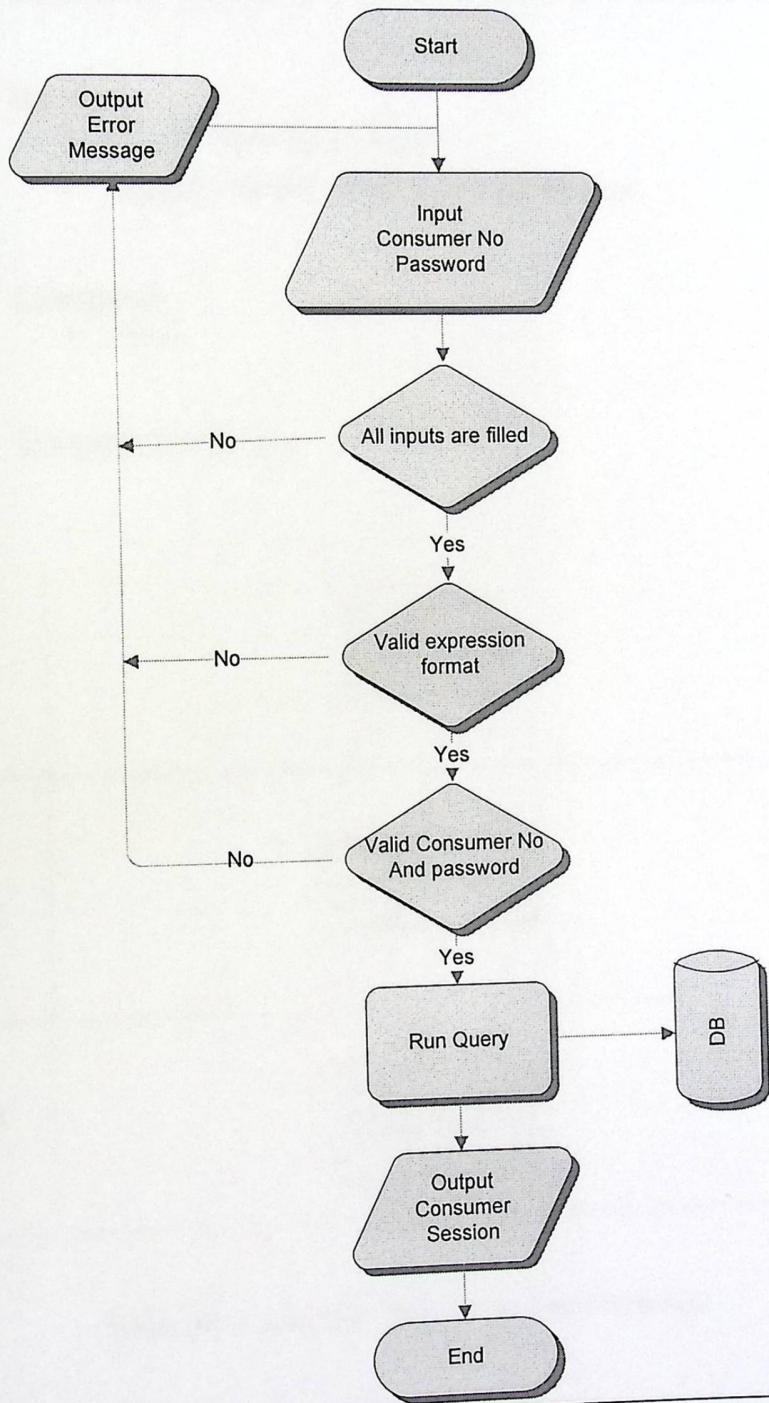 Start
Output
Error
Message
Input
Consumer No
Password
All inputs are filled
No
Yes
Valid expression
format
No
Yes
Valid Consumer No
And password
No
Yes
Run Query
DB
Output
Consumer
Session
End